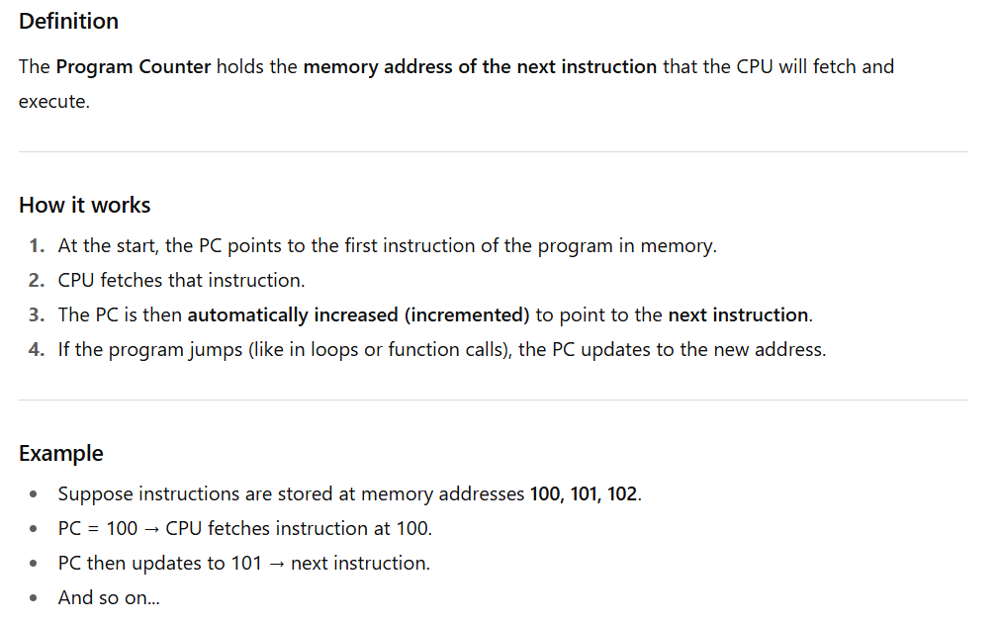 Definition
The Program Counter holds the memory address of the next instruction that the CPU will fetch and
execute.
How it works
1. At the start, the PC points to the first instruction of the program in memory.
2. CPU fetches that instruction.
3. The PC is then automatically increased (incremented) to point to the next instruction.
4. If the program jumps (like in loops or function calls), the PC updates to the new address.
Example
• Suppose instructions are stored at memory addresses 100, 101, 102.
• PC = 100 → CPU fetches instruction at 100.
• PC then updates to 101 → next instruction.
• And so on...